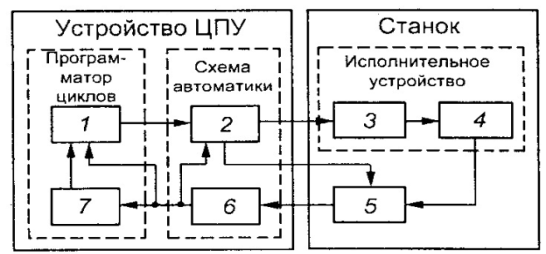 Устройство ЦПУ
Станок
Програм-
матор
циклов
Схема
автоматики
Исполнительное
устройство
1
2
3
4
7
6
5